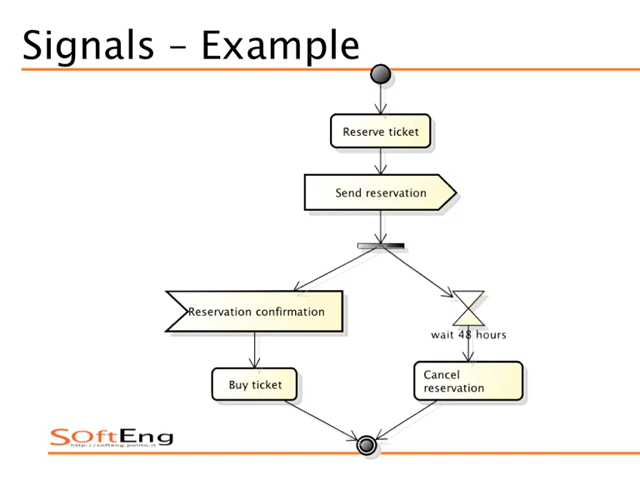 Signals – Example
Reserve ticket
Send reservation
Reservation confirmation
wait 48 hours
Buy ticket
Cancel
reservation
SOftEng
http://softeng.polito.it